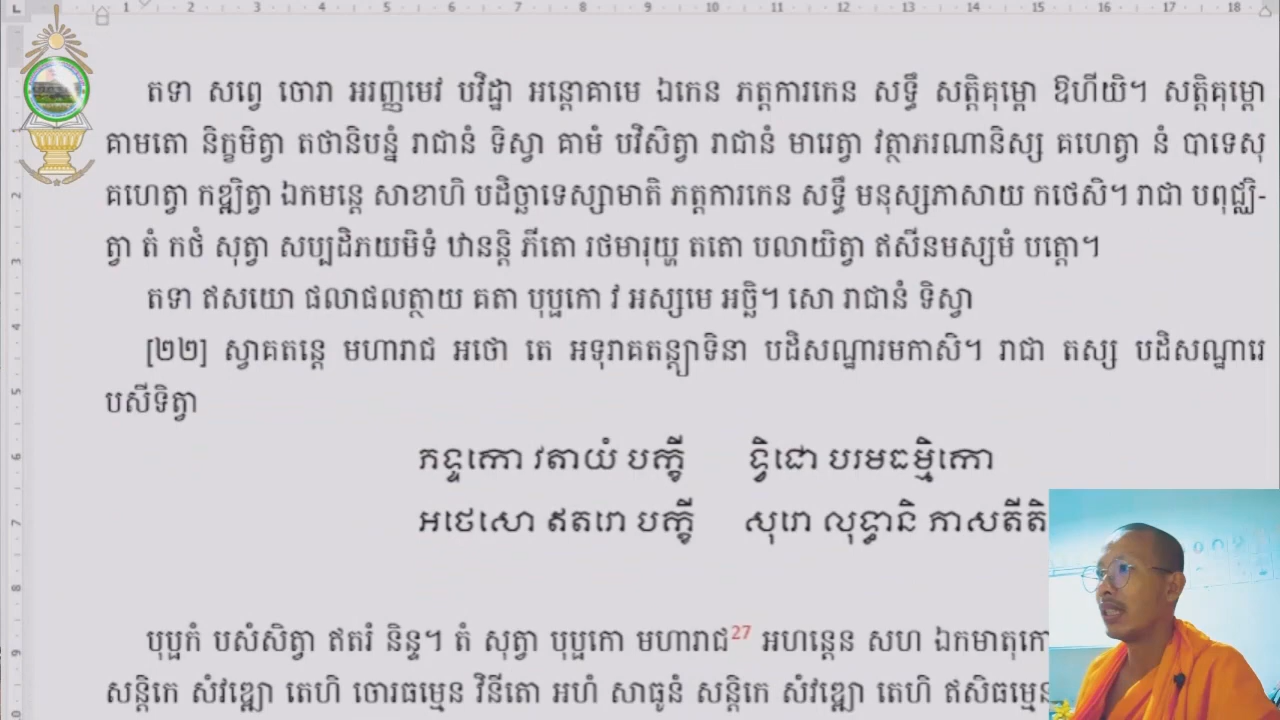 តទា សព្វេ ចោរា អរញ្ញមេវ បវិដ្ឋា អន្តោគាមេ ឯកេន ភត្តការកេន សទ្ធឹ សត្តិគុម្ពោ ឱហីយិ។ សត្តិគុម្ពោ
គាមតោ និក្ខមិត្វា តថានិបន្នំ រាជានំ ទិស្វា គាមំ បវិសិត្វា រាជានំ មារេត្វា វត្ថាភរណានិស្ស គហេត្វា នំ បាទេសុ
គហេត្វា កឌ្ឍិត្វា ឯកមន្តេ សាខាហិ បដិច្ឆាទេស្សាមាតិ ភត្តការកេន សទ្ធឹ មនុស្សភាសាយ កថេសិ។ រាជា បពុជ្ឈិ-
ត្វា តំ កថំ សុត្វា សប្បដិភយមិទំ ឋានន្តិ ភីតោ រថមារុយ្ហ តតោ បលាយិត្វា ឥសីនមស្សមំ បត្តោ។
តទា ឥសយោ ផលាផលត្ថាយ គតា បុប្ផកោ វ អស្សមេ អច្ឆិ។ សោ រាជានំ ទិស្វា
[២២] ស្វាគតន្តេ មហារាជ អថោ តេ អទុរាគតន្ត្យាទិនា បដិសណ្ឋារមកាសិ។ រាជា តស្ស បដិសណ្ឋារេ
បសីទិត្វា
ភទ្ទកោ វតាយំ បក្ខី ទ្វិជោ បរមធម្មិកោ
អថេសោ ឥតរោ បក្ខី សុរោ លុទ្ធានិ ភាសតីតិ
បុប្ផកំ បសំសិត្វា ឥតរំ និន្ទ។ តំ សុត្វា បុប្ផកោ មហារាជ27 អហន្តេន សហ ឯកមាតុកោ
សន្តិកេ សំវឌ្ឍោ តេហិ ចោរធម្មេន វិនីតោ អហំ សាធូនំ សន្តិកេ សំវឌ្ឍោ តេហិ ឥសិធម្មេន